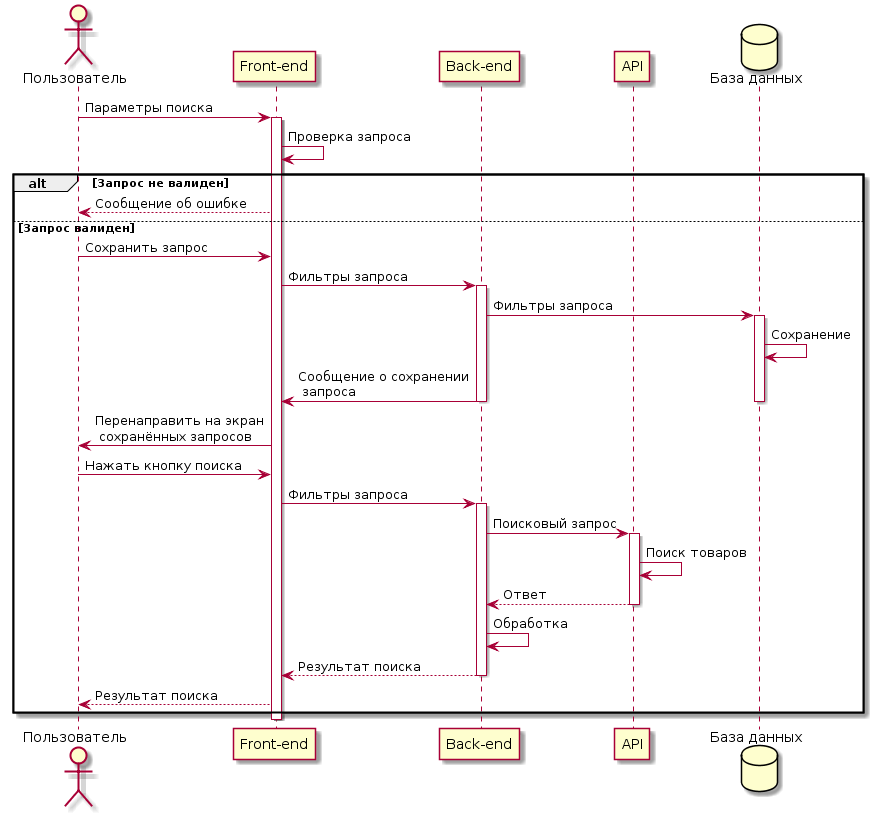 Пользователь
Front-end
Back-end
API
База данных
Параметры поиска
Проверка запроса
alt
[Запрос не валиден]
Сообщение об ошибке
[Запрос валиден]
Сохранить запрос
Фильтры запроса
Фильтры запроса
Сохранение
Сообщение о сохранении
запроса
Перенаправить на экран
сохранённых запросов
Нажать кнопку поиска
Фильтры запроса
Поисковый запрос
Поиск товаров
Ответ
Обработка
Результат поиска
Результат поиска
Пользователь
Front-end
Back-end
API
База данных